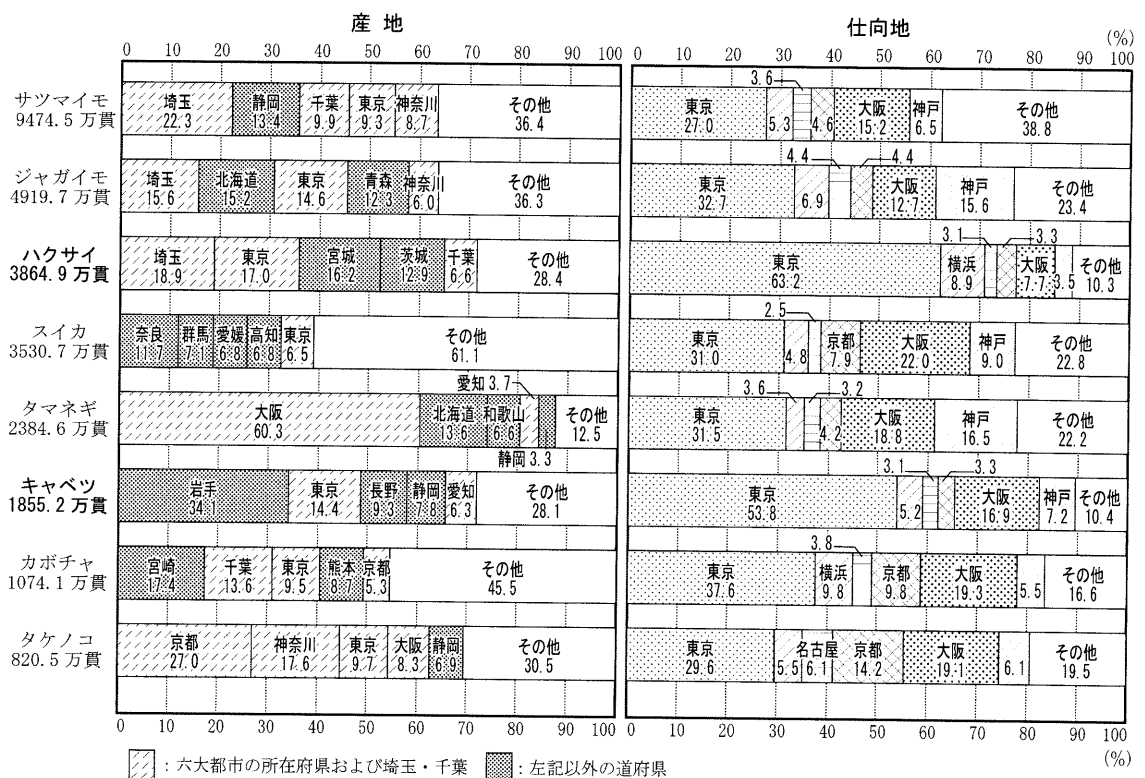 産地
仕向地
0 10 20 30 40 50 60 70 80 90 100
0 10 20 30 40 50 60 70 80 90 100 (%)
サツマイモ
9474.5 万貫
埼玉 静岡 千葉 東京 神奈川 その他
22.3 13.4 9.9 9.3 8.7 36.4
3.6
東京 大阪 神戸 その他
27.0 5.3 4.6 15.2 6.5 38.8
ジャガイモ
4919.7 万貫
埼玉 北海道 東京 青森 神奈川 その他
15.6 15.2 14.6 12.3 6.0 36.3
4.4 4.4
東京 大阪 神戸 その他
32.7 6.9 12.7 15.6 23.4
ハクサイ
3864.9 万貫
埼玉 東京 宮城 茨城 千葉 その他
18.9 17.0 16.2 12.9 6.6 28.4
3.1 3.3
東京 横浜 大阪 その他
63.2 8.9 7.7 3.5 10.3
スイカ
3530.7 万貫
奈良 群馬 愛媛 高知 東京 その他
11.7 7.1 6.8 6.8 6.5 61.1
2.5
東京 京都 大阪 神戸 その他
31.0 4.8 7.9 22.0 9.0 22.8
タマネギ
2384.6 万貫
愛知 3.7
大阪 北海道 和歌山 その他
60.3 13.6 6.6 12.5
静岡 3.3
3.6 3.2
東京 大阪 神戸 その他
31.5 4.2 18.8 16.5 22.2
キャベツ
1855.2 万貫
岩手 東京 長野 静岡 愛知 その他
34.1 14.4 9.3 7.8 6.3 28.1
3.1 3.3
東京 大阪 神戸 その他
53.8 5.2 16.9 7.2 10.4
カボチャ
1074.1 万貫
宮崎 千葉 東京 熊本 京都 その他
17.4 13.6 9.5 8.7 5.3 45.5
3.8
東京 横浜 京都 大阪 その他
37.6 9.8 9.8 19.3 5.5 16.6
タケノコ
820.5 万貫
京都 神奈川 東京 大阪 静岡 その他
27.0 17.6 9.7 8.3 6.9 30.5
東京 名古屋 京都 大阪 その他
29.6 5.5 6.1 14.2 19.1 6.1 19.5
0 10 20 30 40 50 60 70 80 90 100
0 10 20 30 40 50 60 70 80 90 100
(%)
：六大都市の所在府県および埼玉・千葉 ：左記以外の道府県